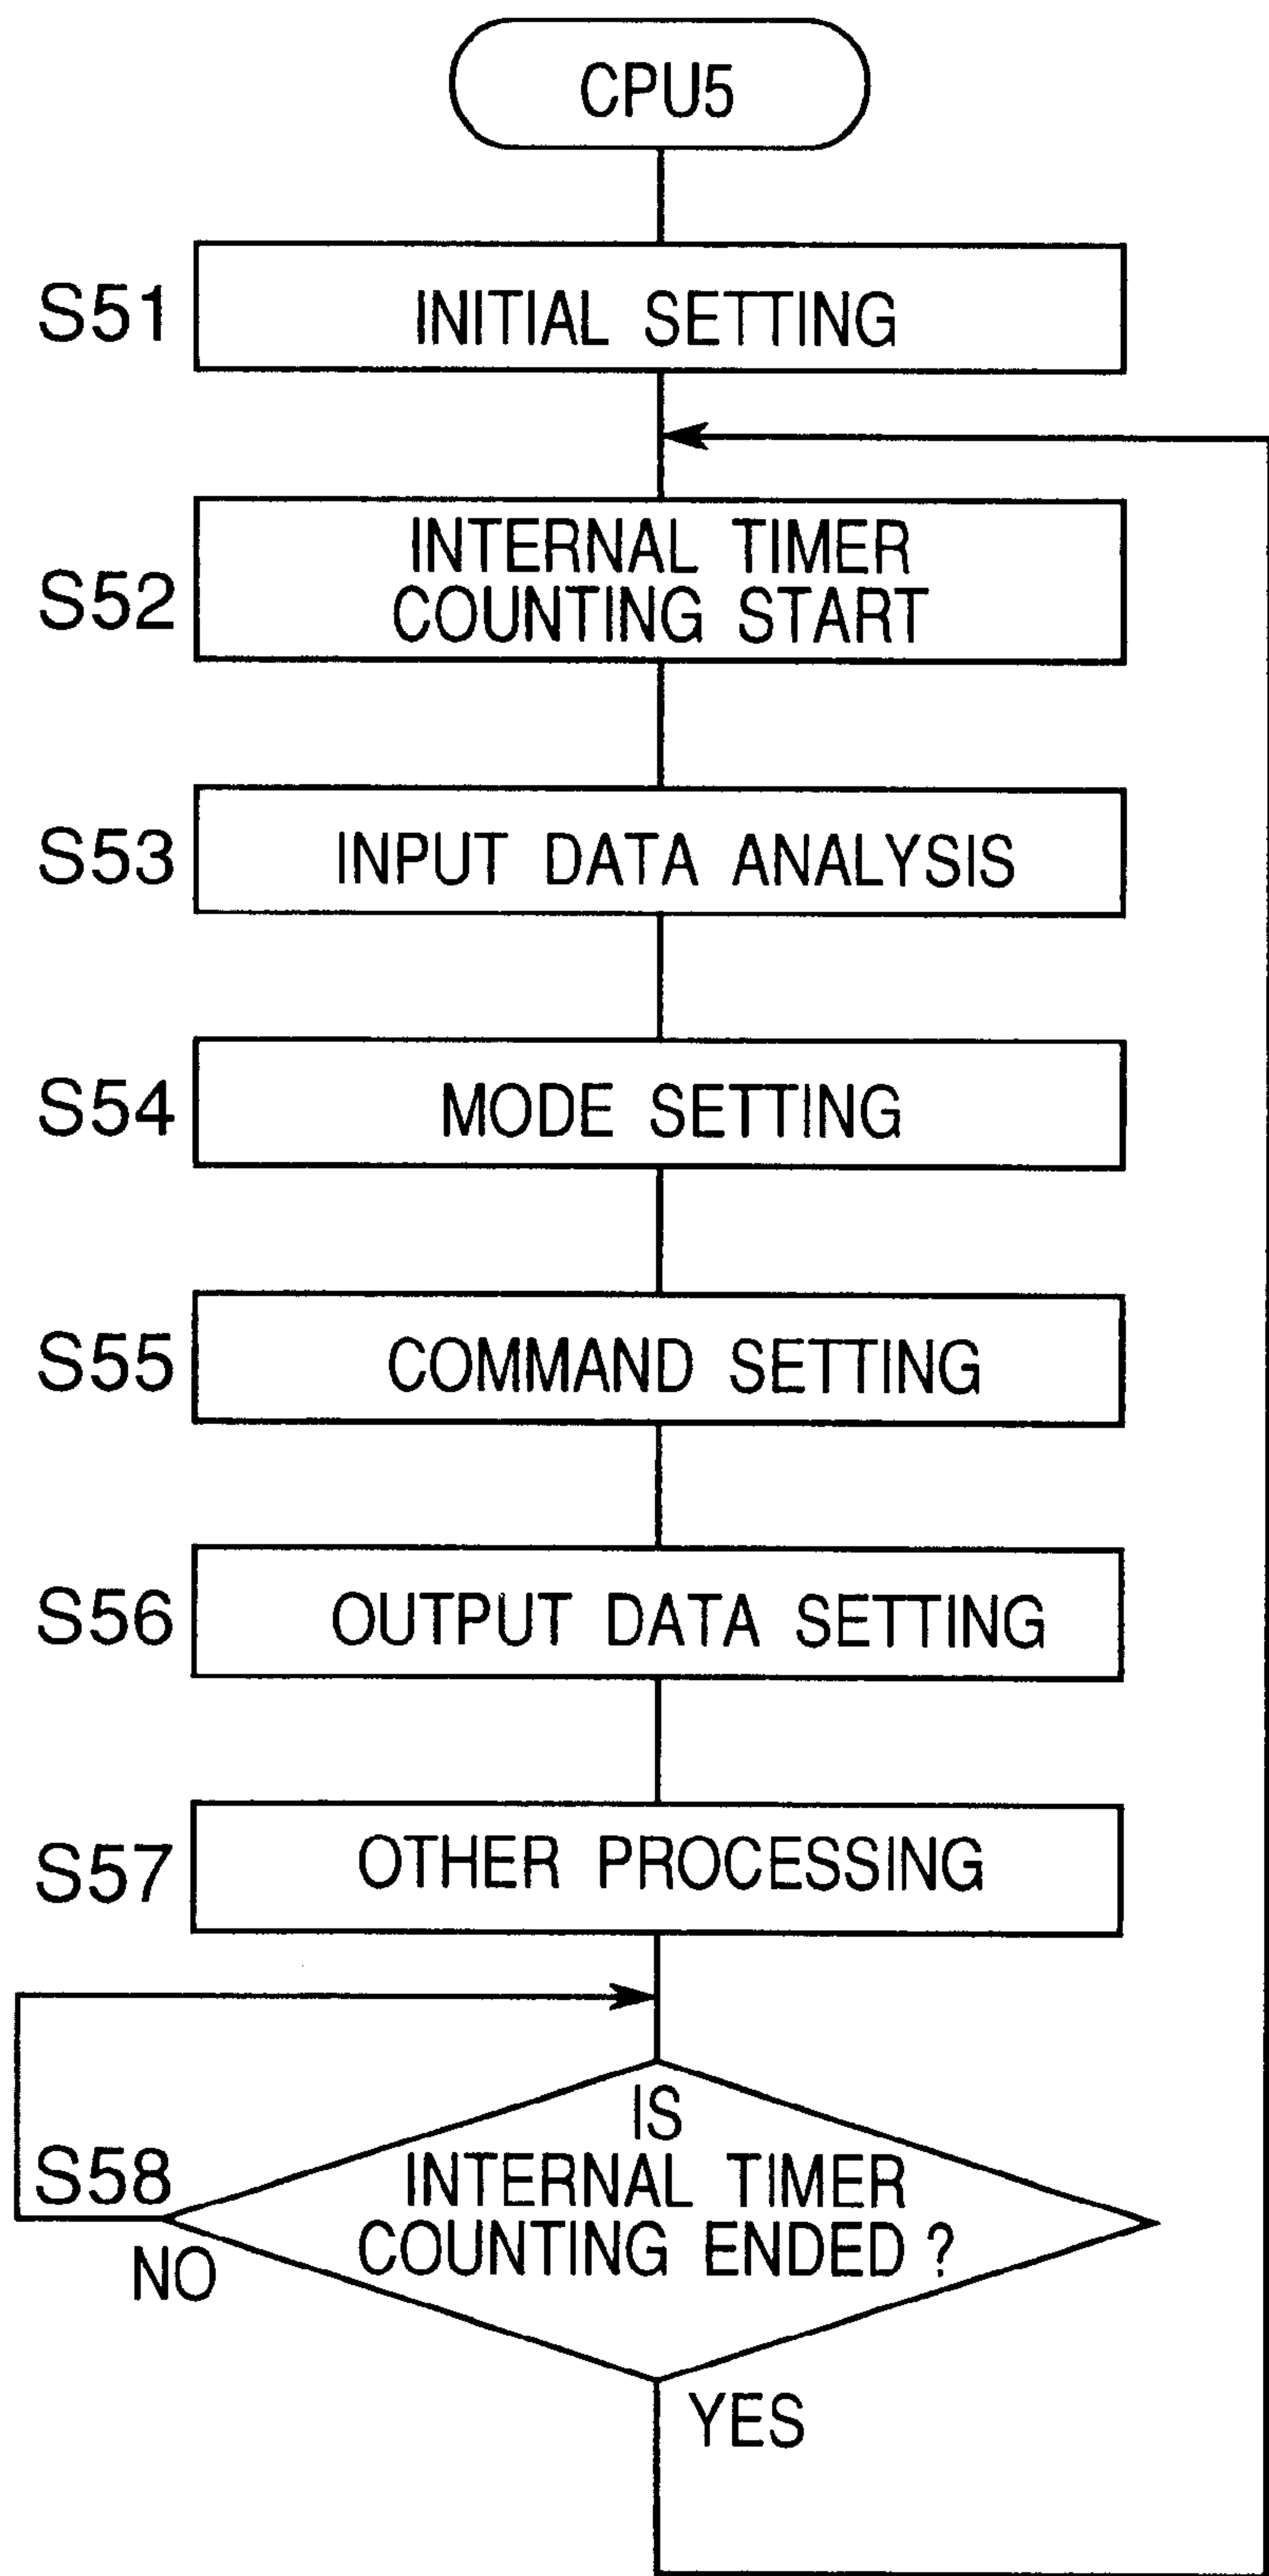 CPU5
S51
INITIAL SETTING
S52
INTERNAL TIMER
COUNTING START
S53
INPUT DATA ANALYSIS
S54
MODE SETTING
S55
COMMAND SETTING
S56
OUTPUT DATA SETTING
S57
OTHER PROCESSING
S58
IS
INTERNAL TIMER
COUNTING ENDED ?
NO
YES